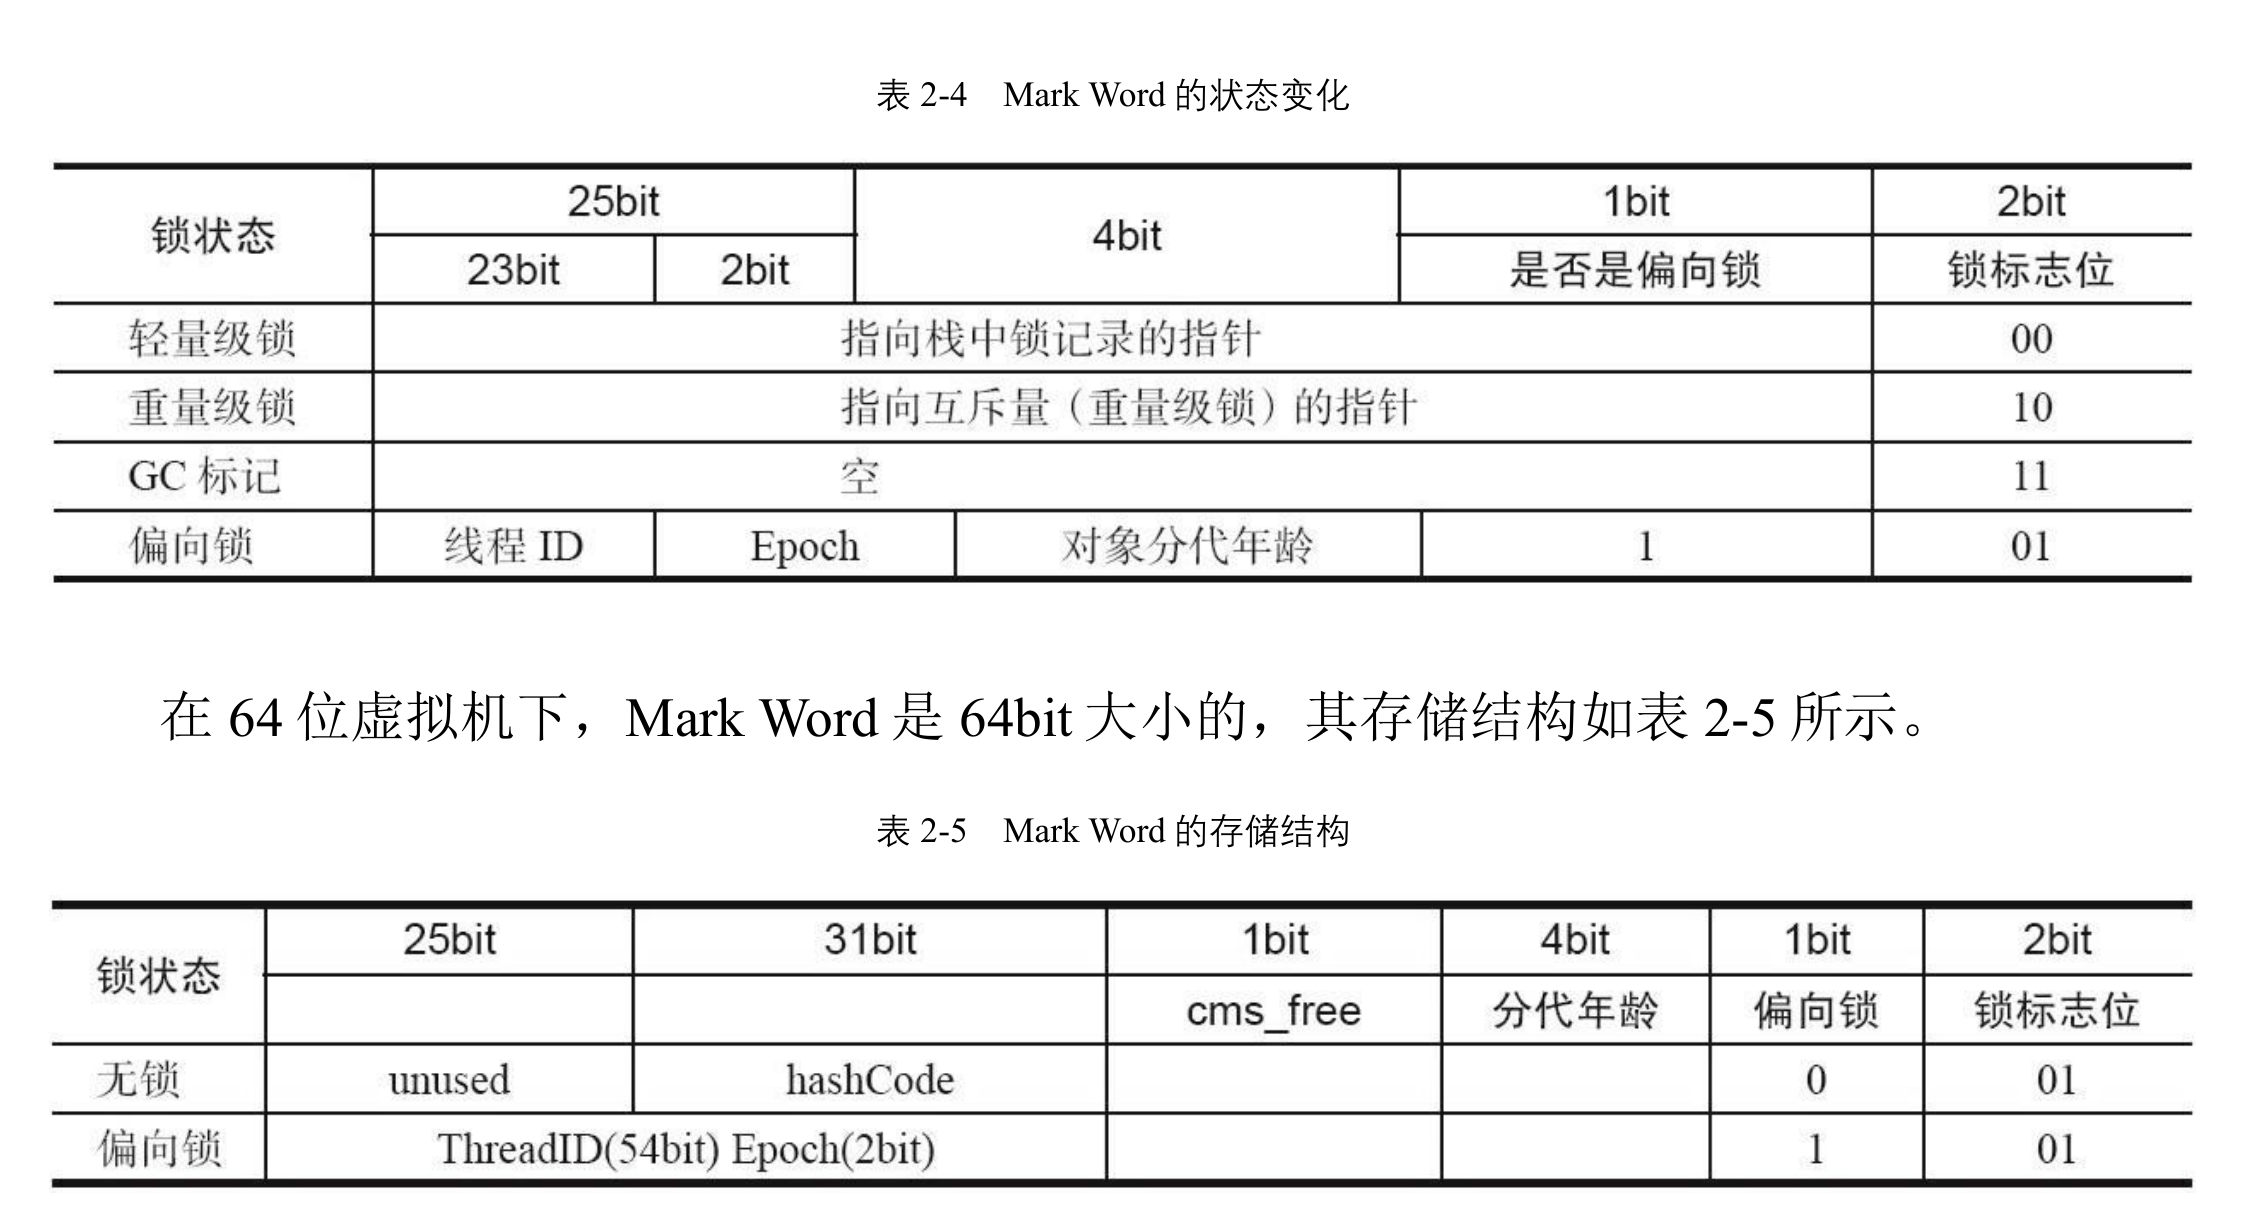 表 2-4 Mark Word 的状态变化
锁状态 25bit 4bit 1bit 2bit
23bit 2bit 是否是偏向锁 锁标志位
轻量级锁 指向栈中锁记录的指针 00
重量级锁 指向互斥量（重量级锁）的指针 10
GC 标记 空 11
偏向锁 线程 ID Epoch 对象分代年龄 1 01
在 64 位虚拟机下，Mark Word 是 64bit 大小的，其存储结构如表 2-5 所示。
表 2-5 Mark Word 的存储结构
锁状态 25bit 31bit 1bit 4bit 1bit 2bit
cms_free 分代年龄 偏向锁 锁标志位
无锁 unused hashCode 0 01
偏向锁 ThreadID(54bit) Epoch(2bit) 1 01